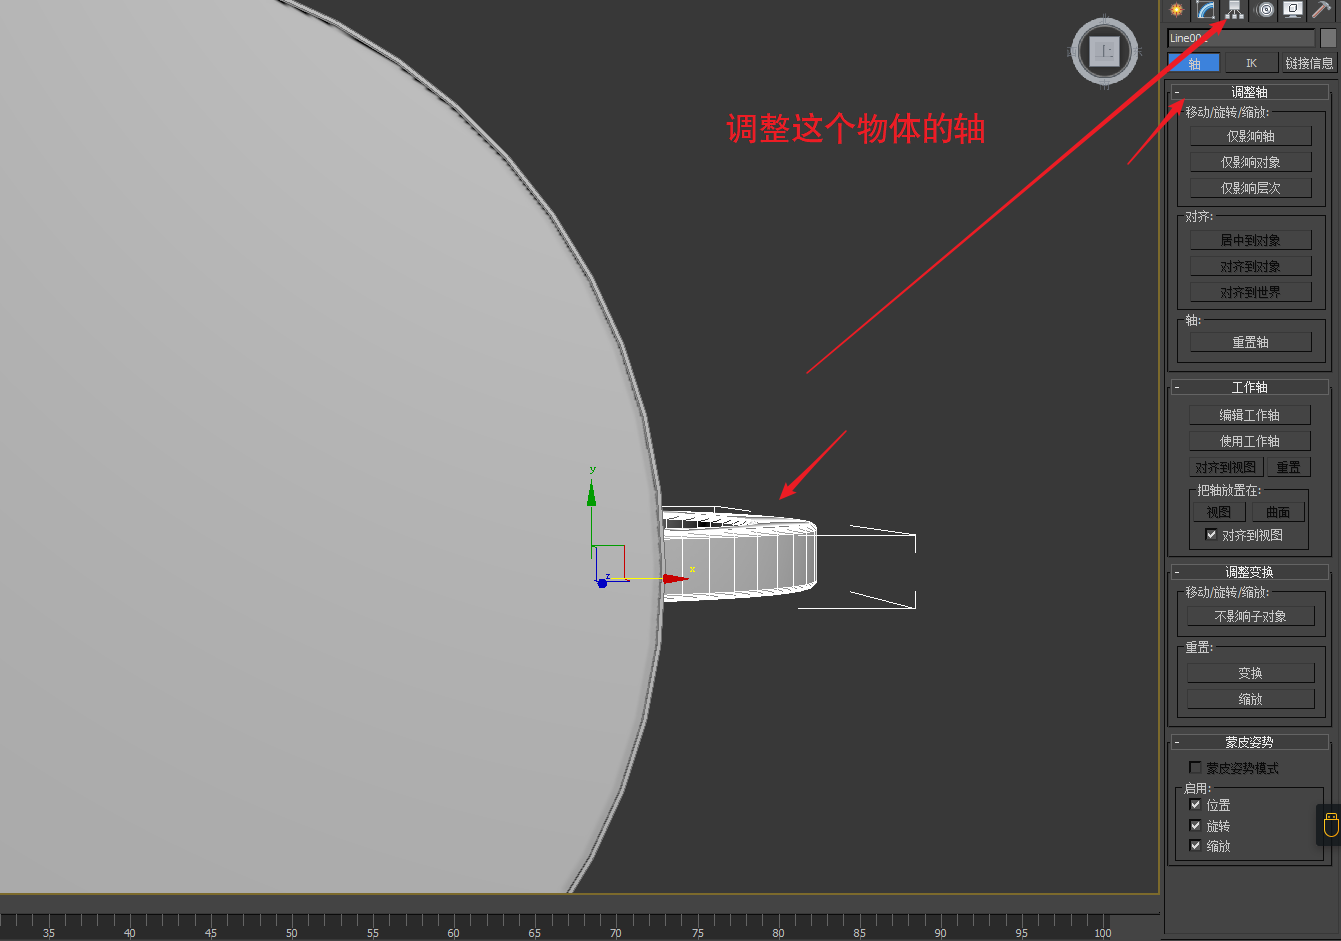 Line00
轴 IK 链接信息
调整这个物体的轴
- 调整轴
移动/旋转/缩放:
仅影响轴
仅影响对象
仅影响层次
对齐:
居中到对象
对齐到对象
对齐到世界
轴:
重置轴
- 工作轴
编辑工作轴
使用工作轴
对齐到视图 重置
把轴放置在:
视图 曲面
对齐到视图
- 调整变换
移动/旋转/缩放:
不影响子对象
重置:
变换
缩放
- 蒙皮姿势
蒙皮姿势模式
启用:
位置
旋转
缩放
上
y
z
x
35 40 45 50 55 60 65 70 75 80 85 90 95 100